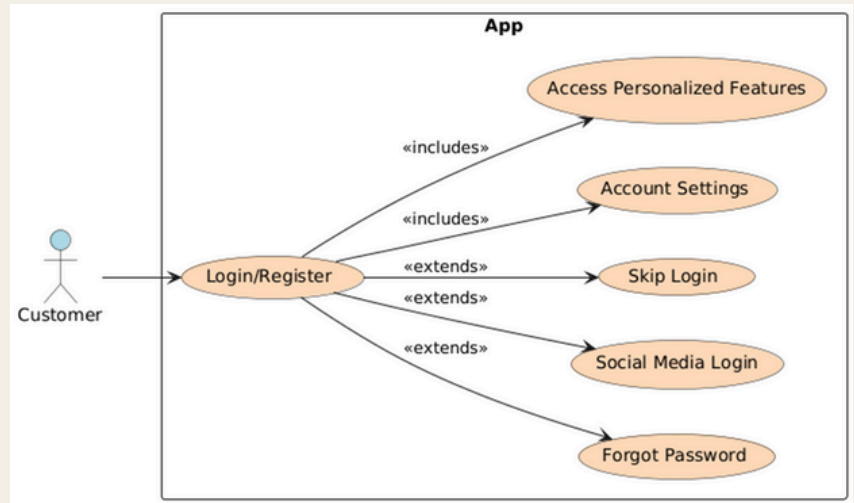 App
Access Personalized Features
«includes»
Account Settings
«includes»
Customer
Login/Register
«extends»
Skip Login
«extends»
Social Media Login
«extends»
Forgot Password